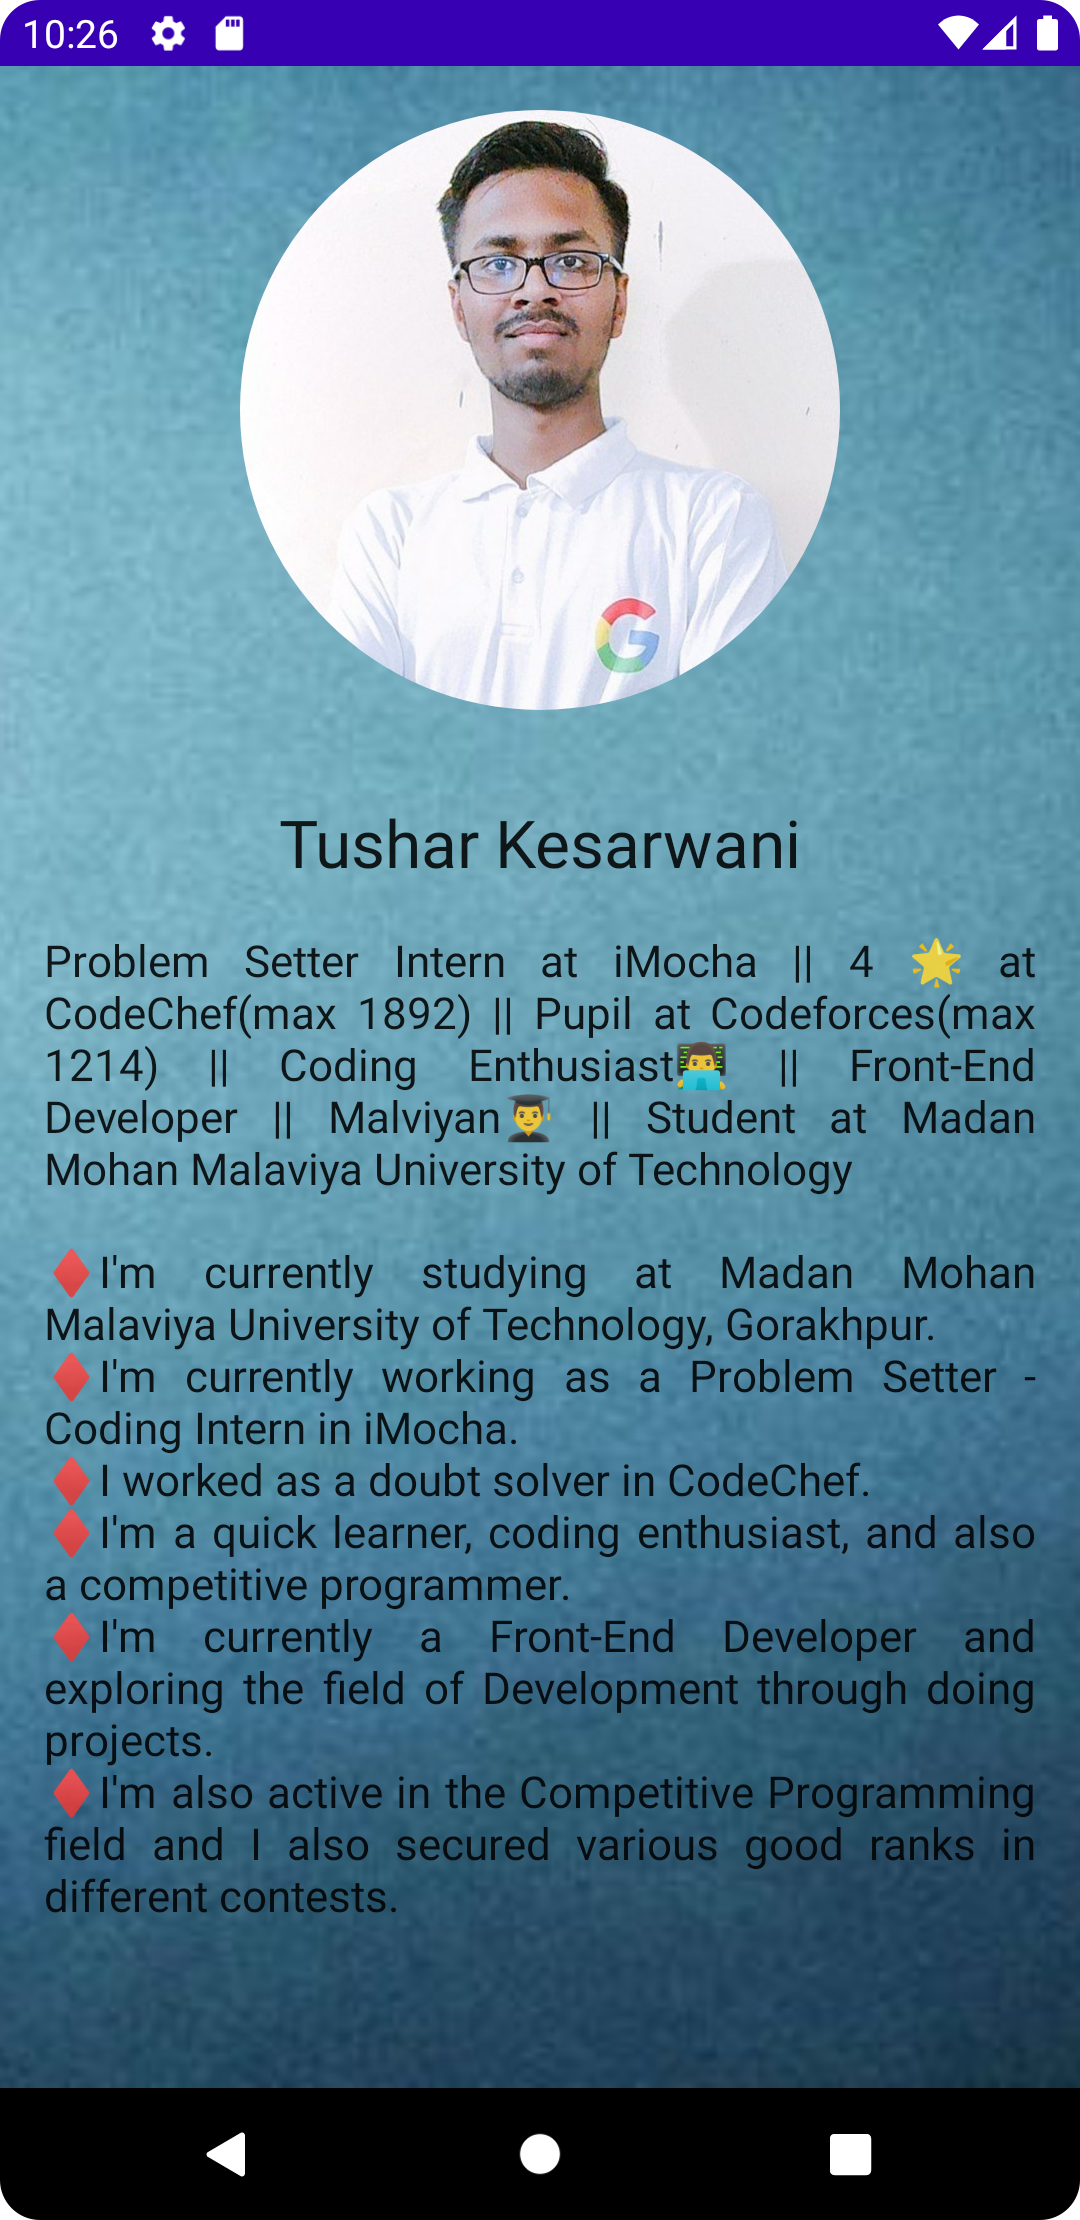 10:26
G
Tushar Kesarwani
Problem Setter Intern at iMocha || 4 🌟 at
CodeChef(max 1892) || Pupil at Codeforces(max
1214) || Coding Enthusiast👨‍💻 || Front-End
Developer || Malviyan👨‍🎓 || Student at Madan
Mohan Malaviya University of Technology
♦️I'm currently studying at Madan Mohan
Malaviya University of Technology, Gorakhpur.
♦️I'm currently working as a Problem Setter -
Coding Intern in iMocha.
♦️I worked as a doubt solver in CodeChef.
♦️I'm a quick learner, coding enthusiast, and also
a competitive programmer.
♦️I'm currently a Front-End Developer and
exploring the field of Development through doing
projects.
♦️I'm also active in the Competitive Programming
field and I also secured various good ranks in
different contests.